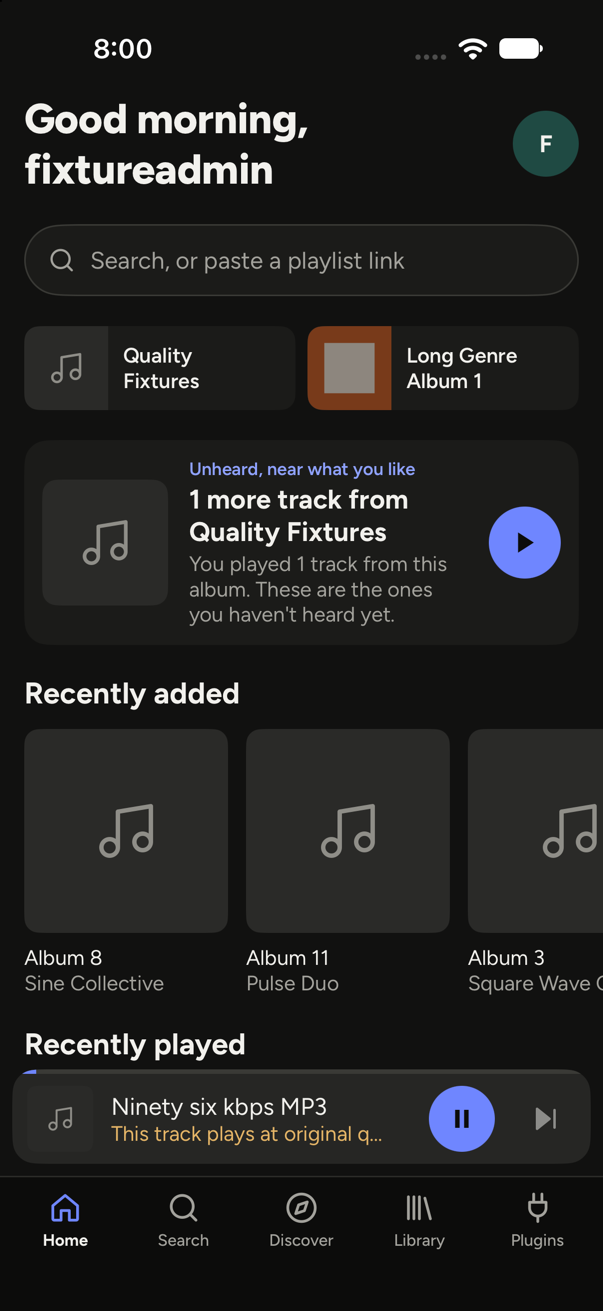 8:00
Good morning,
fixtureadmin
F
Search, or paste a playlist link
Quality
Fixtures
Long Genre
Album 1
Unheard, near what you like
1 more track from
Quality Fixtures
You played 1 track from this
album. These are the ones
you haven't heard yet.
Recently added
Album 8
Sine Collective
Album 11
Pulse Duo
Album 3
Square Wave
Recently played
Ninety six kbps MP3
This track plays at original q...
Home
Search
Discover
Library
Plugins